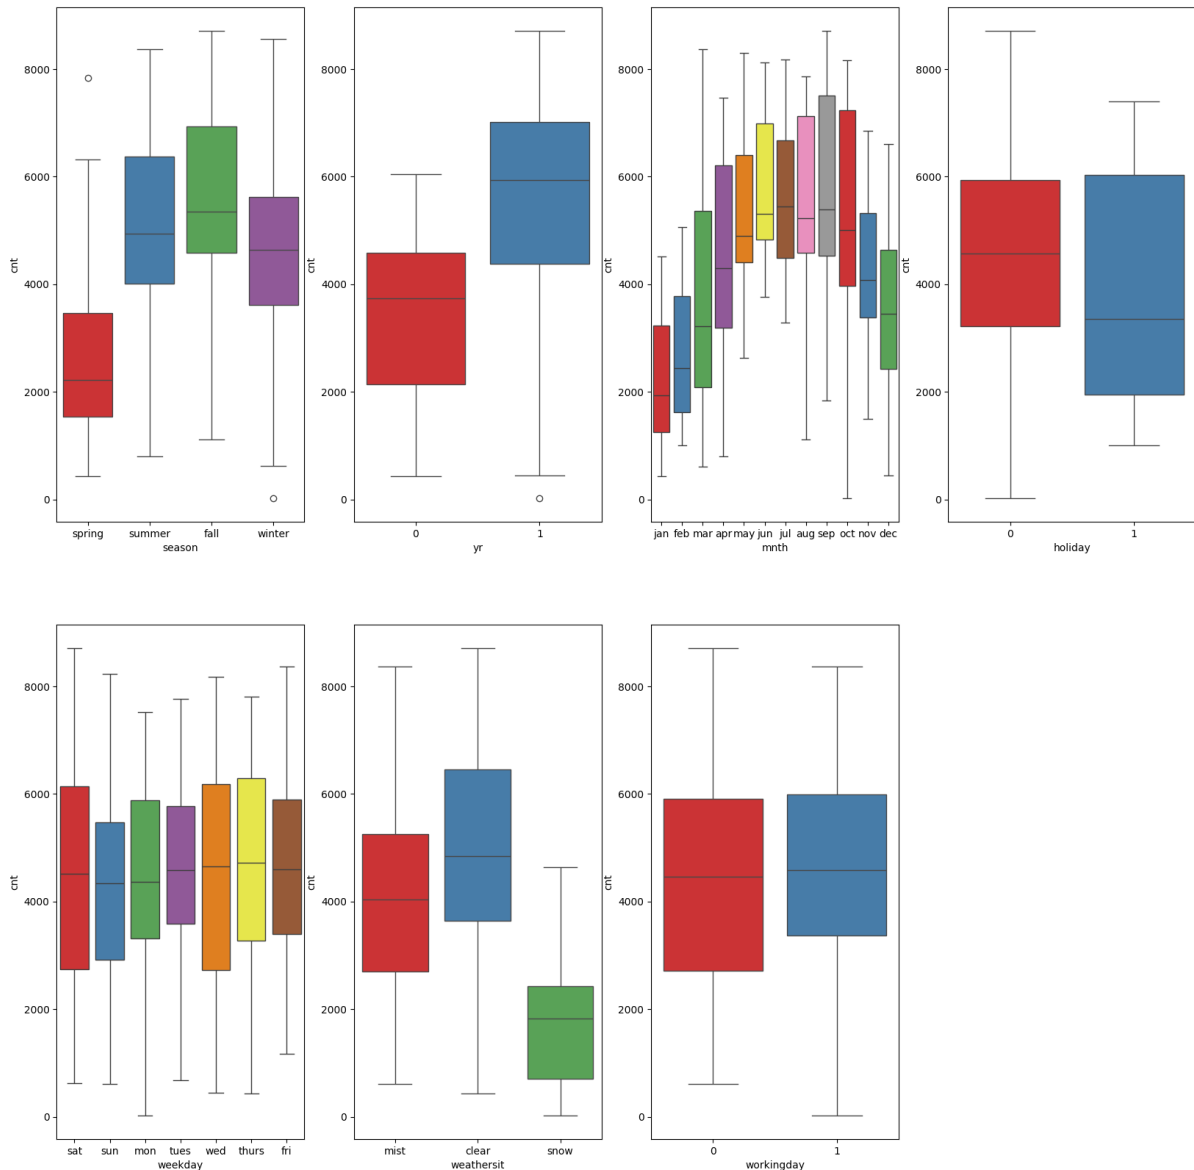 8000
6000
4000
2000
0
cnt
spring summer fall winter
season
8000
6000
4000
2000
0
cnt
0 1
yr
8000
6000
4000
2000
0
cnt
jan feb mar apr may jun jul aug sep oct nov dec
mnth
8000
6000
4000
2000
0
cnt
0 1
holiday
8000
6000
4000
2000
0
cnt
sat sun mon tues wed thurs fri
weekday
8000
6000
4000
2000
0
cnt
mist clear snow
weathersit
8000
6000
4000
2000
0
cnt
0 1
workingday